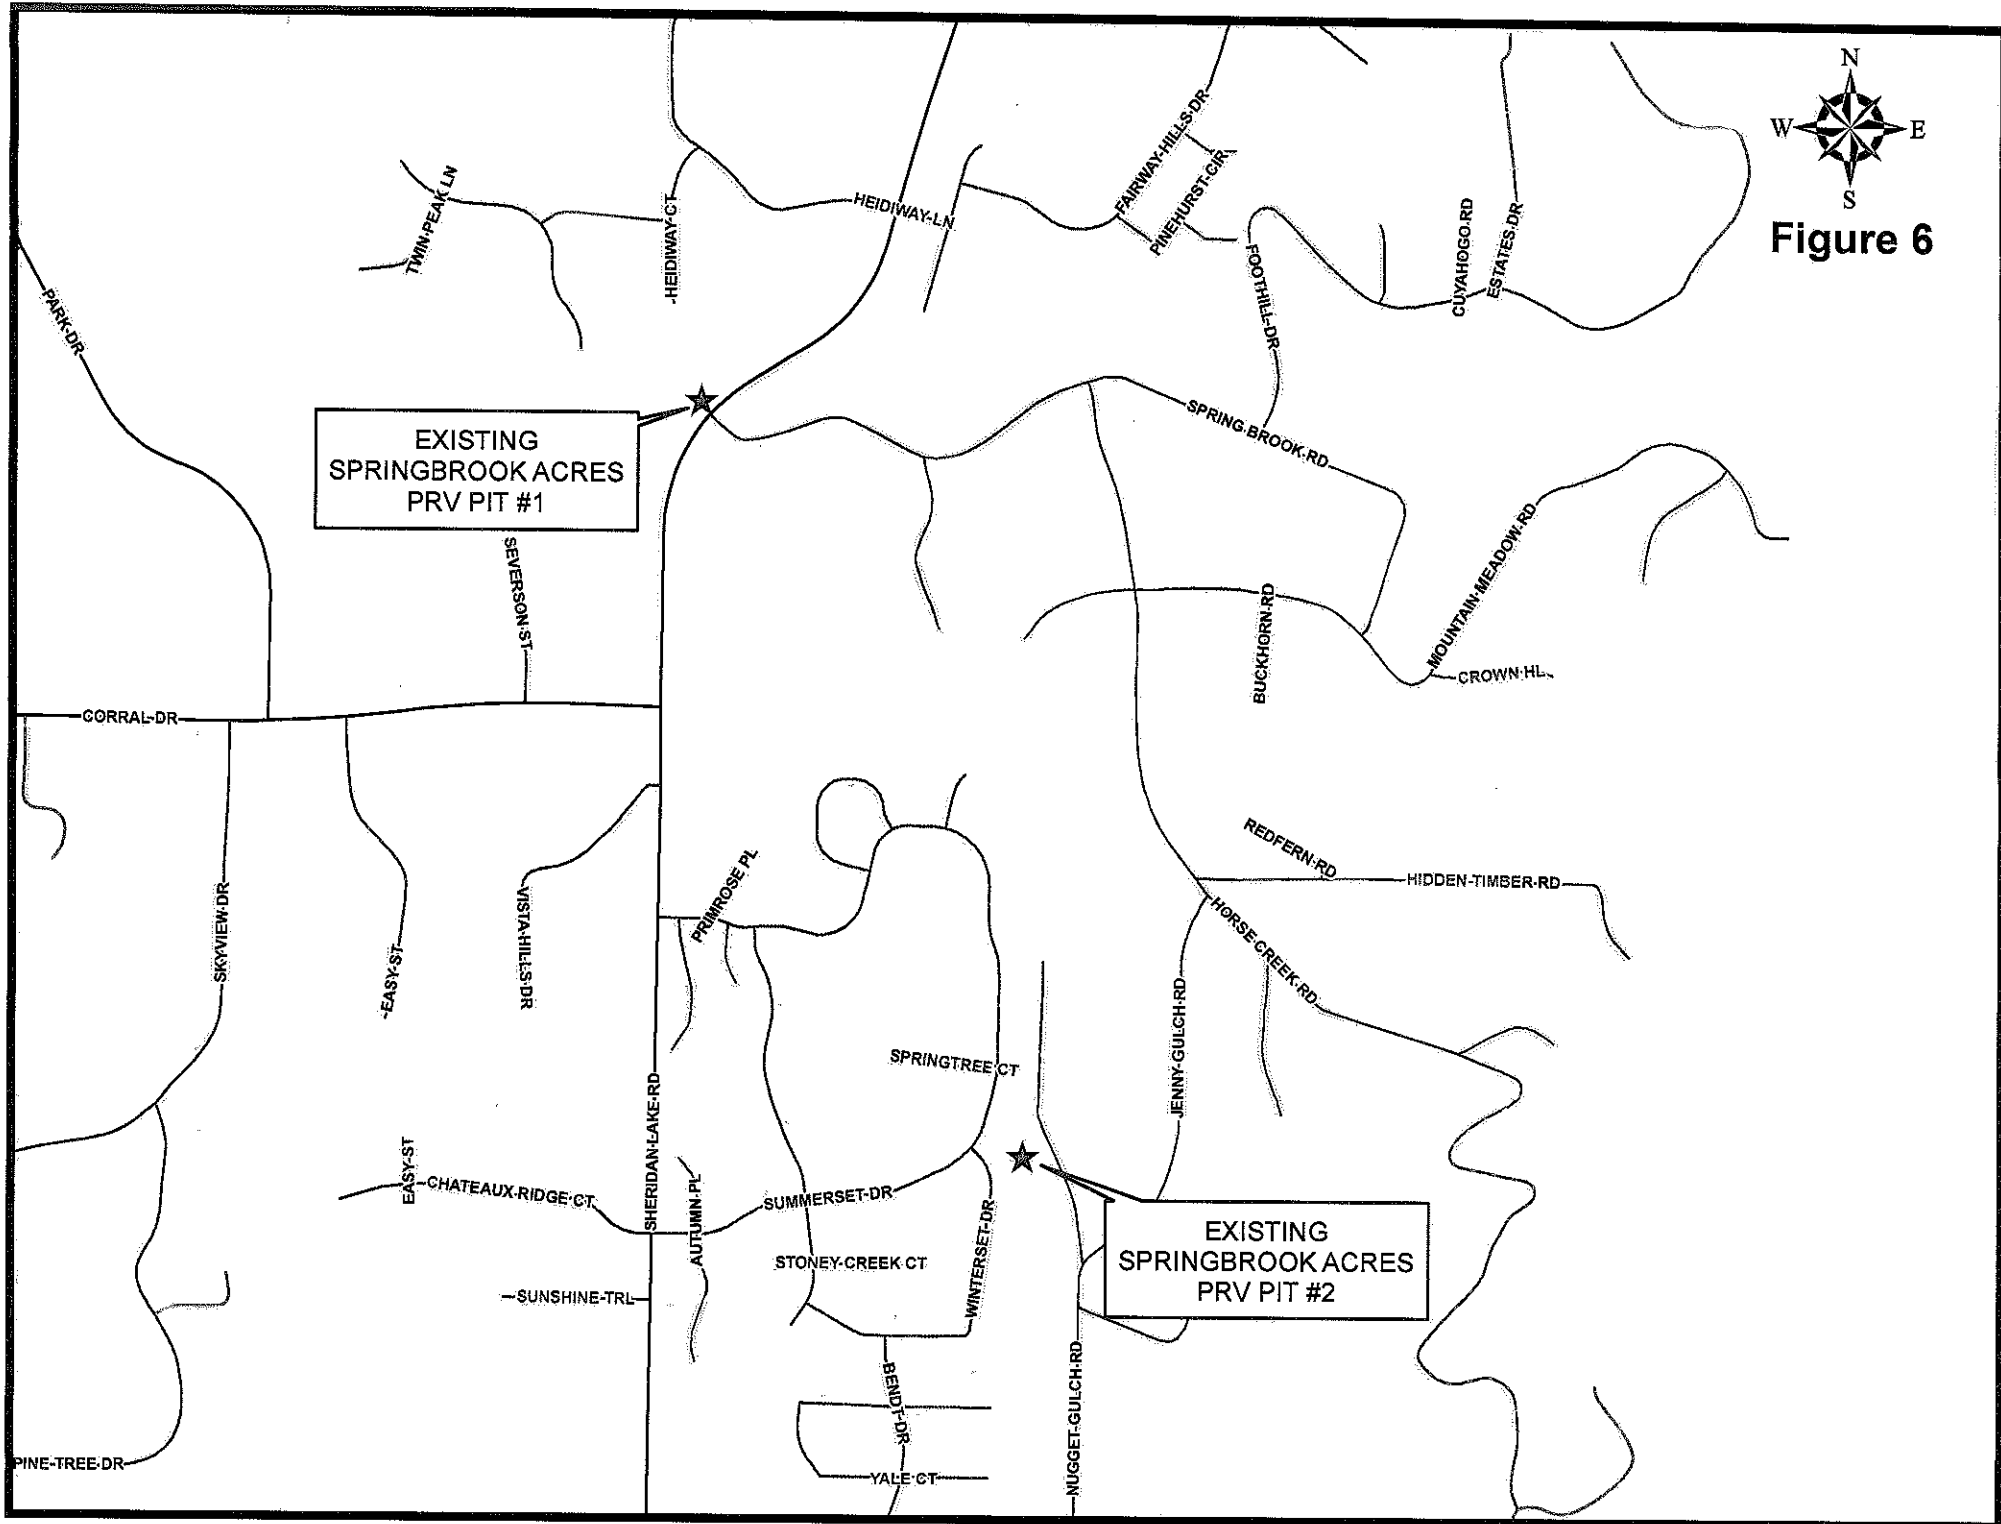 N
W E
S
Figure 6
FAIRWAY HILLS DR
PINEHURST CIR
TWIN PEAK LN
HEIDIWAY CT
HEIDIWAY LN
CUYAHOGO RD
ESTATES DR
FOOTHILL DR
PARK DR
EXISTING
SPRINGBROOK ACRES
PRV PIT #1
SPRING BROOK RD
SEVERSON ST
MOUNTAIN MEADOW RD
BUCKHORN RD
CROWN HL
CORRAL DR
REDFERN RD
HIDDEN TIMBER RD
PRIMROSE PL
SKYVIEW DR
EASY ST
VISTA HILLS DR
HORSE CREEK RD
JENNY GULCH RD
SPRINGTREE CT
SHERIDAN LAKE RD
EASY ST
CHATEAUX RIDGE CT
AUTUMN PL
SUMMERSET DR
WINTERSET DR
STONEY CREEK CT
EXISTING
SPRINGBROOK ACRES
PRV PIT #2
SUNSHINE TRL
BENDT DR
NUGGET GULCH RD
PINE TREE DR
YALE CT